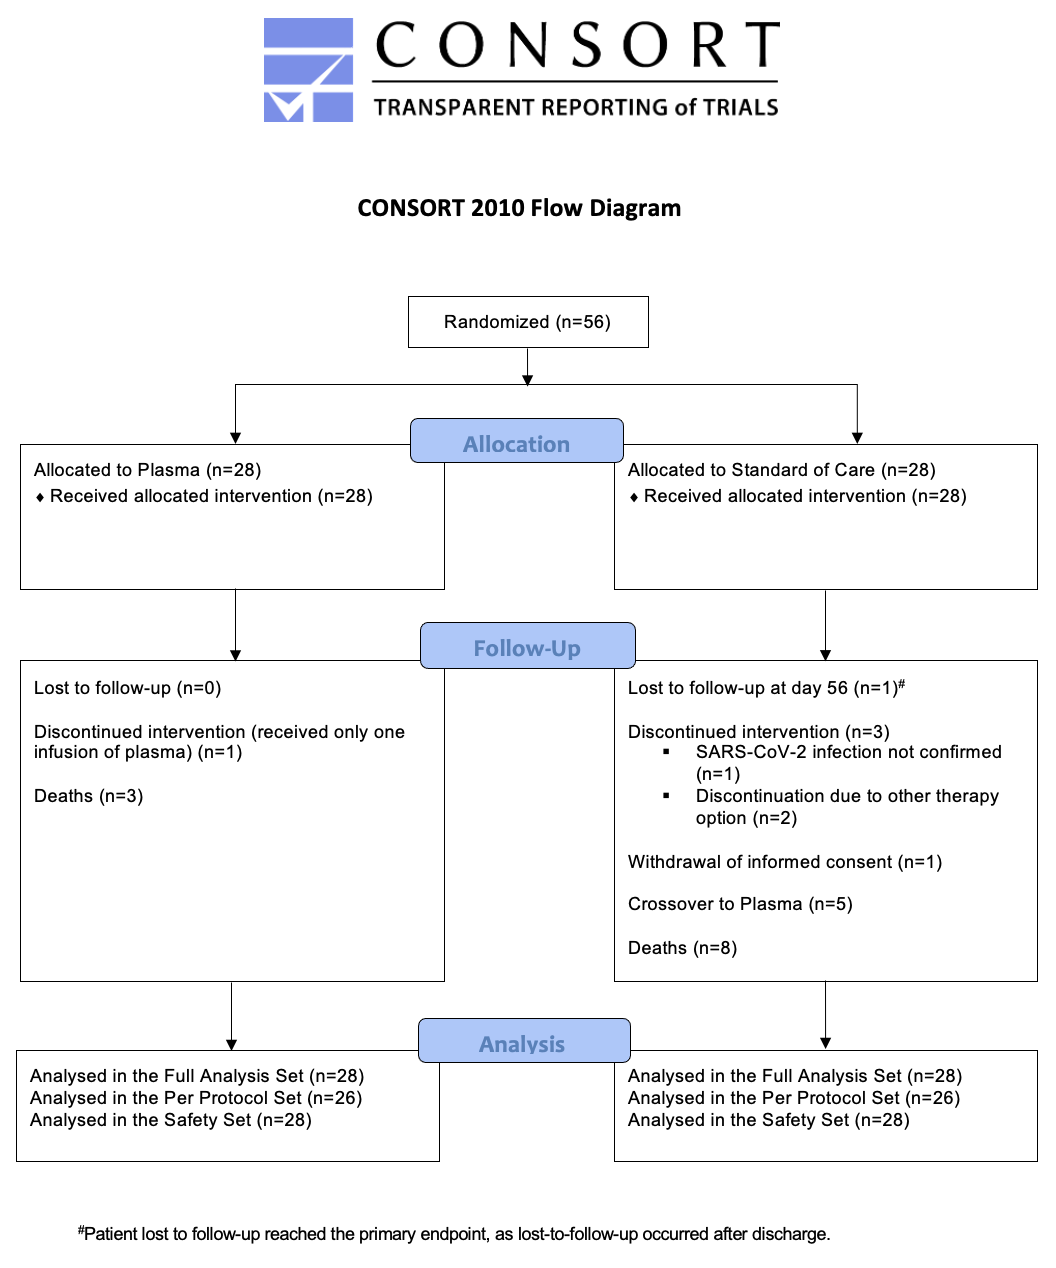 CONSORT
TRANSPARENT REPORTING of TRIALS
CONSORT 2010 Flow Diagram
Randomized (n=56)
Allocation
Allocated to Plasma (n=28)
♦ Received allocated intervention (n=28)
Allocated to Standard of Care (n=28)
♦ Received allocated intervention (n=28)
Follow-Up
Lost to follow-up (n=0)
Discontinued intervention (received only one
infusion of plasma) (n=1)
Deaths (n=3)
Lost to follow-up at day 56 (n=1)#
Discontinued intervention (n=3)
▪ SARS-CoV-2 infection not confirmed
(n=1)
▪ Discontinuation due to other therapy
option (n=2)
Withdrawal of informed consent (n=1)
Crossover to Plasma (n=5)
Deaths (n=8)
Analysis
Analysed in the Full Analysis Set (n=28)
Analysed in the Per Protocol Set (n=26)
Analysed in the Safety Set (n=28)
Analysed in the Full Analysis Set (n=28)
Analysed in the Per Protocol Set (n=26)
Analysed in the Safety Set (n=28)
#Patient lost to follow-up reached the primary endpoint, as lost-to-follow-up occurred after discharge.